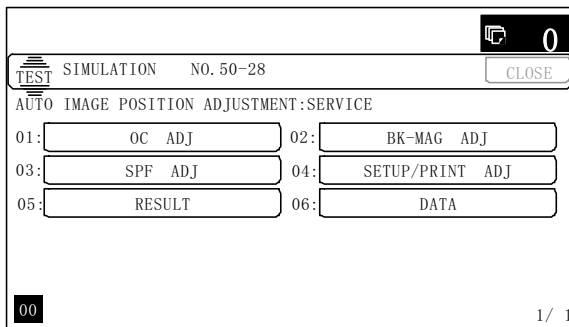 0
TEST SIMULATION NO.50-28 CLOSE
AUTO IMAGE POSITION ADJUSTMENT:SERVICE
01: OC ADJ 02: BK-MAG ADJ
03: SPF ADJ 04: SETUP/PRINT ADJ
05: RESULT 06: DATA
00 1/ 1